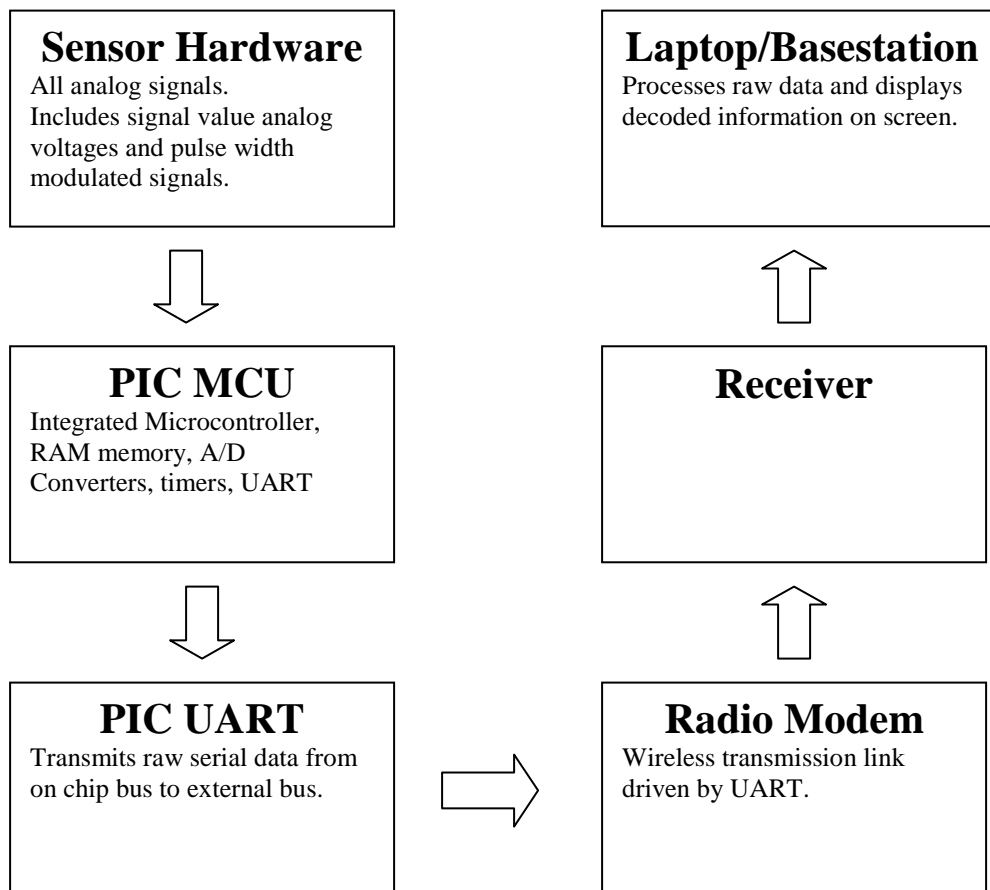 Sensor Hardware
All analog signals.
Includes signal value analog
voltages and pulse width
modulated signals.
PIC MCU
Integrated Microcontroller,
RAM memory, A/D
Converters, timers, UART
PIC UART
Transmits raw serial data from
on chip bus to external bus.
Radio Modem
Wireless transmission link
driven by UART.
Receiver
Laptop/Basestation
Processes raw data and displays
decoded information on screen.